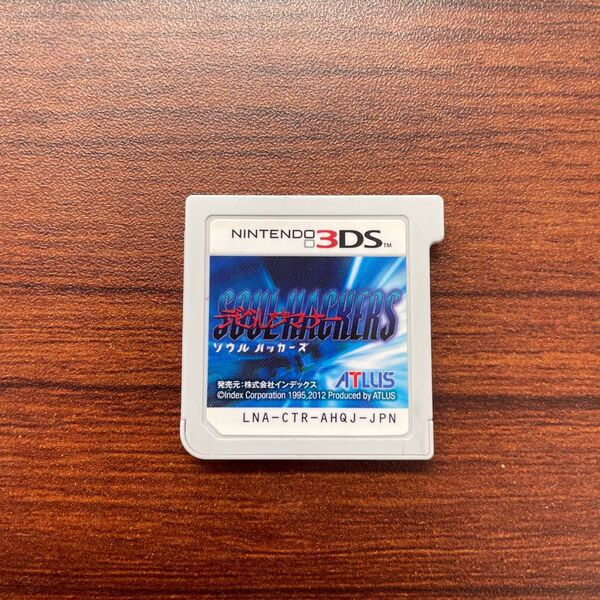 NINTENDO 3DS™
デビルサマナー
SOUL HACKERS
ソウル ハッカーズ
ATLUS
発売元:株式会社インデックス
©Index Corporation 1995,2012 Produced by ATLUS
LNA-CTR-AHQJ-JPN